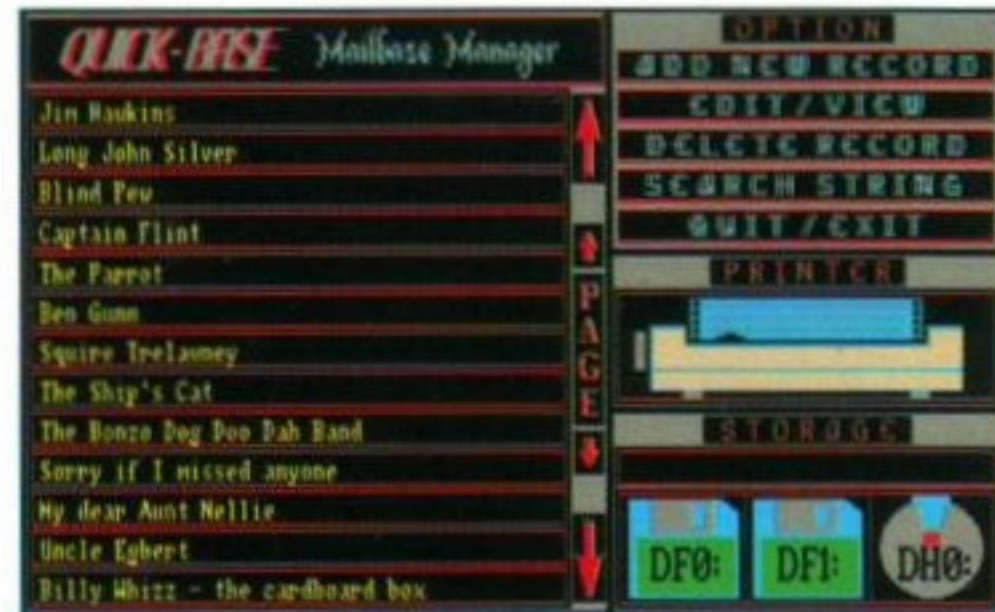 QUICK-BASE Mailbase Manager
Jim Hawkins
Long John Silver
Blind Pew
Captain Flint
The Parrot
Ben Gunn
Squire Trelawney
The Ship's Cat
The Bonzo Dog Doo Dah Band
Sorry if I missed anyone
My dear Aunt Nellie
Uncle Egbert
Billy Whizz - the cardboard box
PAGE
OPTION
ADD NEW RECORD
EDIT/VIEW
DELETE RECORD
SEARCH STRING
QUIT/EXIT
PRINTER
STORAGE
DF0: DF1: DH0: